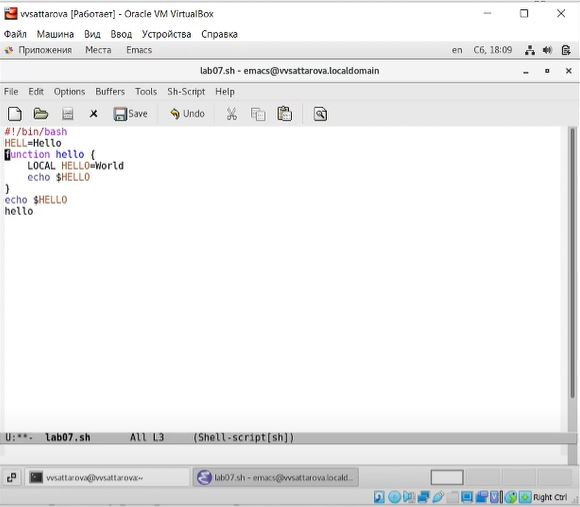 vvsattarova [Работает] - Oracle VM VirtualBox
Файл Машина Вид Ввод Устройства Справка
Приложения Места Emacs en Сб, 18:09
lab07.sh - emacs@vvsattarova.localdomain
File Edit Options Buffers Tools Sh-Script Help
Save Undo
#!/bin/bash
HELL=Hello
function hello {
    LOCAL HELLO=World
    echo $HELLO
}
echo $HELLO
hello
U:**- lab07.sh All L3 (Shell-script[sh])
vvsattarova@vvsattarova:~ lab07.sh - emacs@vvsattarova.locald...
Right Ctrl